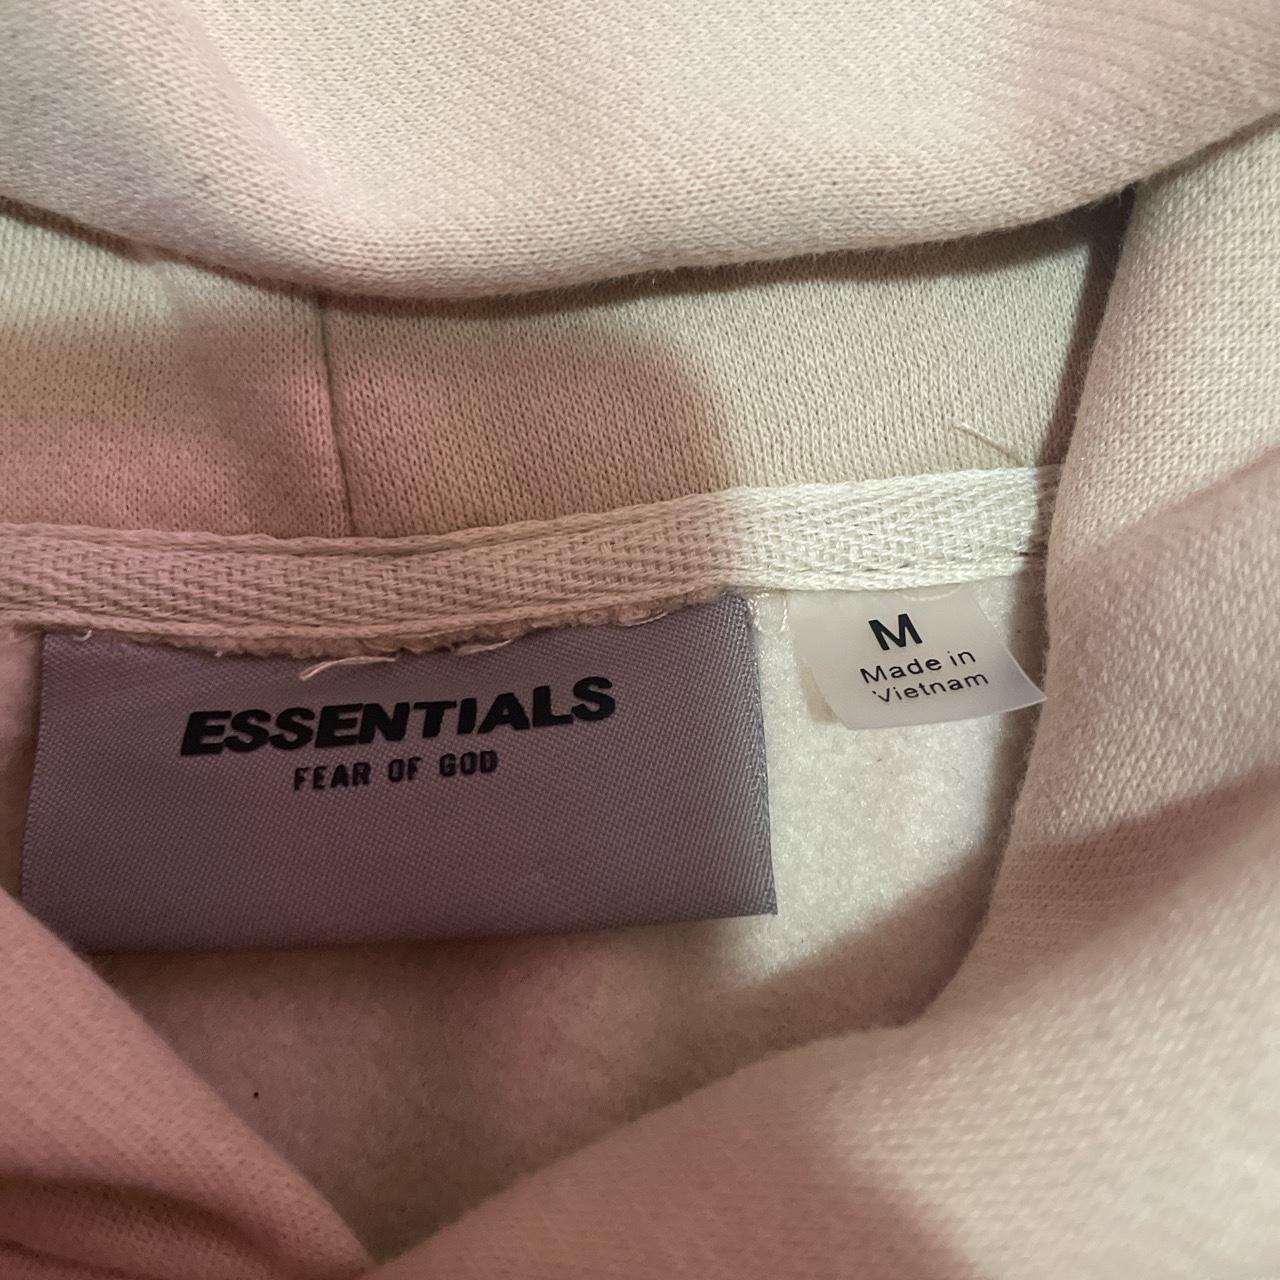 ESSENTIALS
FEAR OF GOD
M
Made in
Vietnam